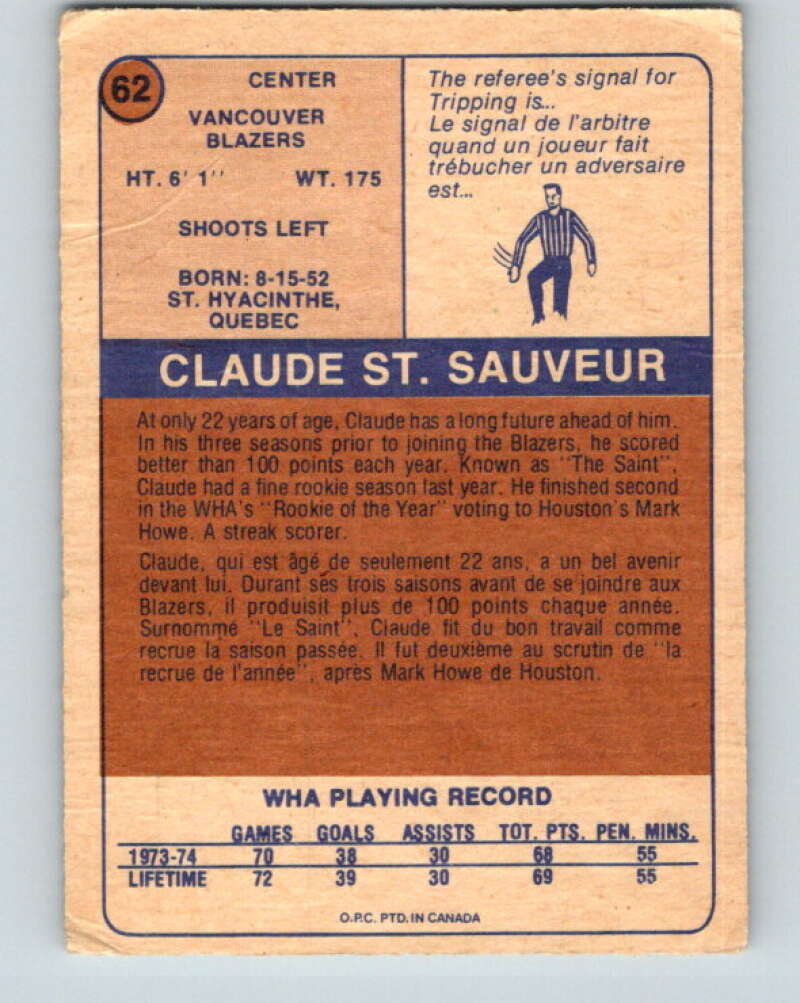 62
CENTER
VANCOUVER
BLAZERS
HT. 6' 1" WT. 175
SHOOTS LEFT
BORN: 8-15-52
ST. HYACINTHE,
QUEBEC
The referee's signal for
Tripping is...
Le signal de l'arbitre
quand un joueur fait
trébucher un adversaire
est...
CLAUDE ST. SAUVEUR
At only 22 years of age, Claude has a long future ahead of him.
In his three seasons prior to joining the Blazers, he scored
better than 100 points each year. Known as "The Saint",
Claude had a fine rookie season last year. He finished second
in the WHA's "Rookie of the Year" voting to Houston's Mark
Howe. A streak scorer.
Claude, qui est âgé de seulement 22 ans, a un bel avenir
devant lui. Durant sés trois saisons avant de se joindre aux
Blazers, il produisit plus de 100 points chaque année.
Surnommé "Le Saint", Claude fit du bon travail comme
recrue la saison passée. Il fut deuxième au scrutin de "la
recrue de l'année", après Mark Howe de Houston.
WHA PLAYING RECORD
GAMES GOALS ASSISTS TOT. PTS. PEN. MINS.
1973-74 70 38 30 68 55
LIFETIME 72 39 30 69 55
O.P.C. PTD. IN CANADA